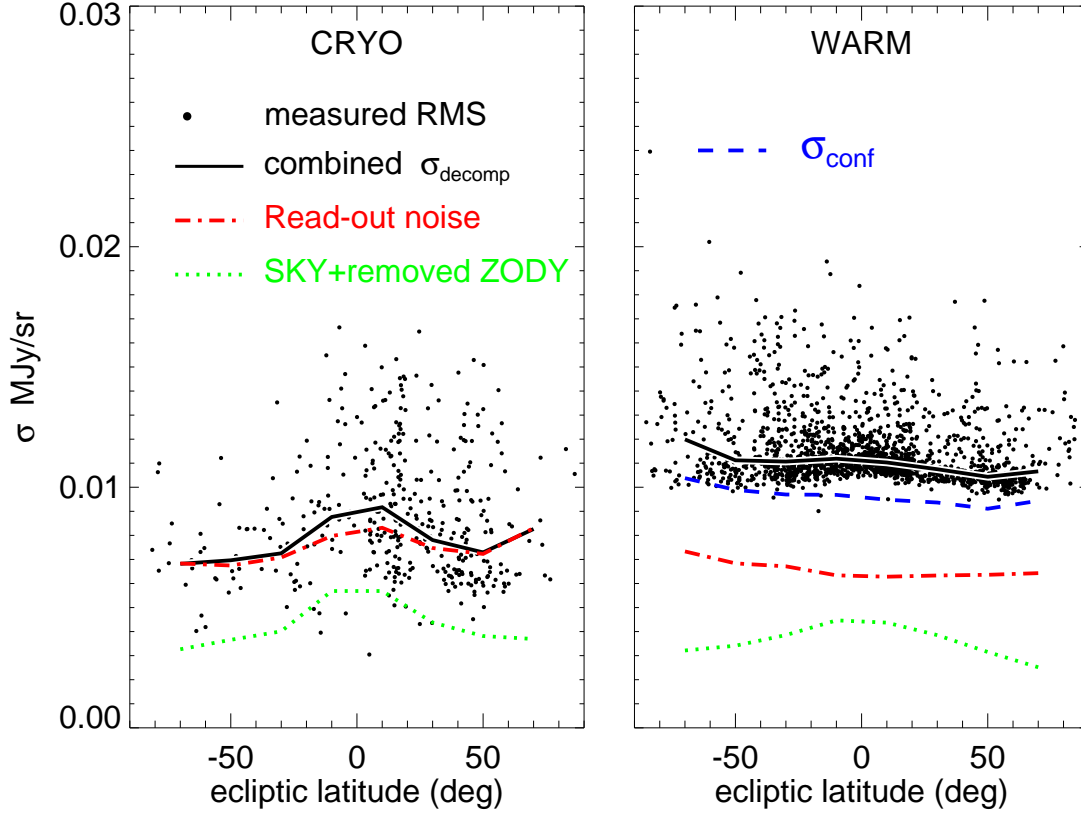 0.03
0.02
0.01
0.00
σ MJy/sr
CRYO
measured RMS
combined σdecomp
Read-out noise
SKY+removed ZODY
-50 0 50
ecliptic latitude (deg)
WARM
σconf
-50 0 50
ecliptic latitude (deg)